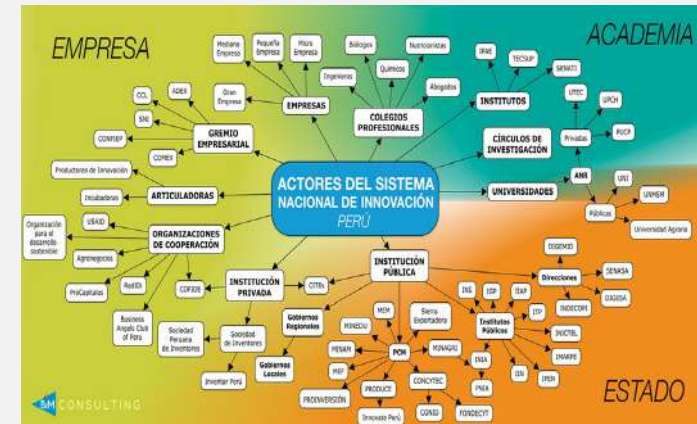 EMPRESA
ACADEMIA
Mediana
Empresa
Pequeña
Empresa
Micro
Empresa
Gran
Empresa
EMPRESAS
Biólogos
Nutricionistas
Químicos
Ingenieros
Abogados
COLEGIOS
PROFESIONALES
IPAE
TECSUP
SENATI
INSTITUTOS
CCL
ADEX
SNI
CONFIEP
COMEX
GREMIO
EMPRESARIAL
CÍRCULOS DE
INVESTIGACIÓN
UTEC
UPCH
Privadas
PUCP
Productores de Innovación
Incubadoras
ARTICULADORAS
ACTORES DEL SISTEMA
NACIONAL DE INNOVACIÓN
PERÚ
UNIVERSIDADES
ANR
UNI
UNMSM
Públicas
Universidad Agraria
USAID
Organización
para el
desarrollo
sostenible
Agronegocios
ProCapitales
RedIDI
Business
Angels Club
of Peru
COFIDE
ORGANIZACIONES
DE COOPERACIÓN
INSTITUCIÓN
PRIVADA
CITEs
Sociedad
Peruana de
Inventores
Sociedad
de Inventores
Inventar Perú
INSTITUCIÓN
PÚBLICA
Gobiernos
Regionales
Gobiernos
Locales
DIGEMID
Direcciones
SENASA
DIGESA
INDECOPI
INS
IGP
IIAP
ITP
Institutos
Públicos
INICTEL
IMARPE
IPEN
IIN
INIA
PNIA
MEM
Sierra
Exportadora
MINEDU
MINAM
MEF
PCM
MINAGRI
PROINVERSIÓN
PRODUCE
Innovate Perú
CONCYTEC
CONID
FONDECYT
ESTADO
CONSULTING